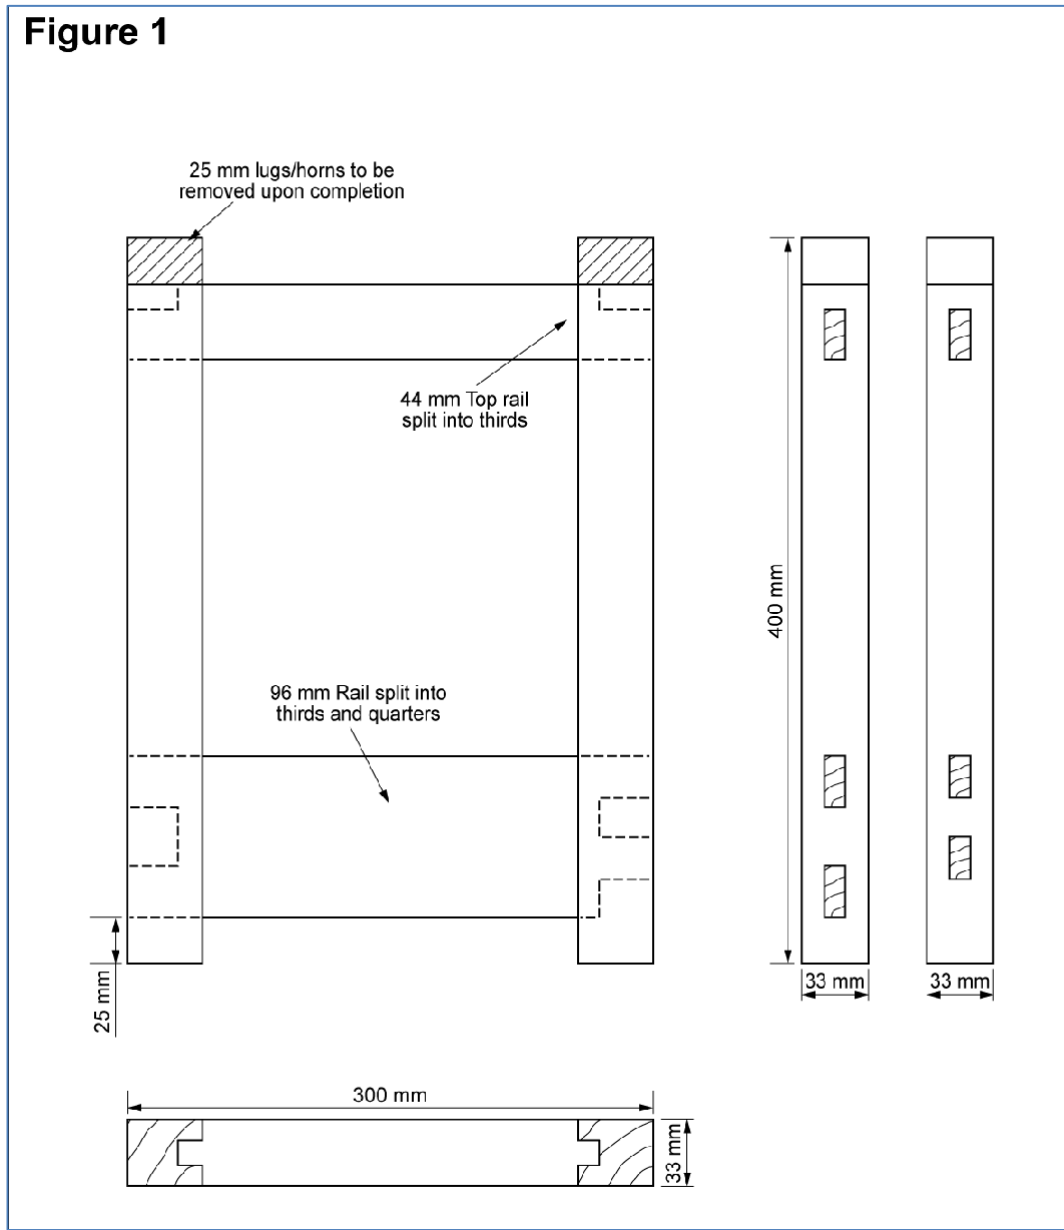 Figure 1
25 mm lugs/horns to be
removed upon completion
44 mm Top rail
split into thirds
400 mm
96 mm Rail split into
thirds and quarters
25 mm
33 mm
33 mm
300 mm
33 mm